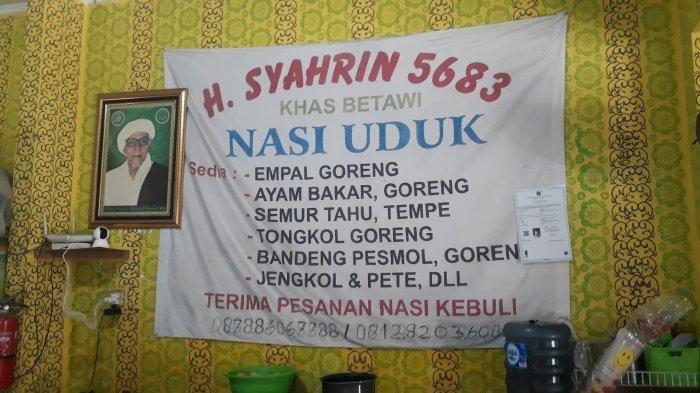 H. SYAHRIN 5683
KHAS BETAWI
NASI UDUK
Sedia : - EMPAL GORENG
- AYAM BAKAR, GORENG
- SEMUR TAHU, TEMPE
- TONGKOL GORENG
- BANDENG PESMOL, GOREN
- JENGKOL & PETE, DLL
TERIMA PESANAN NASI KEBULI